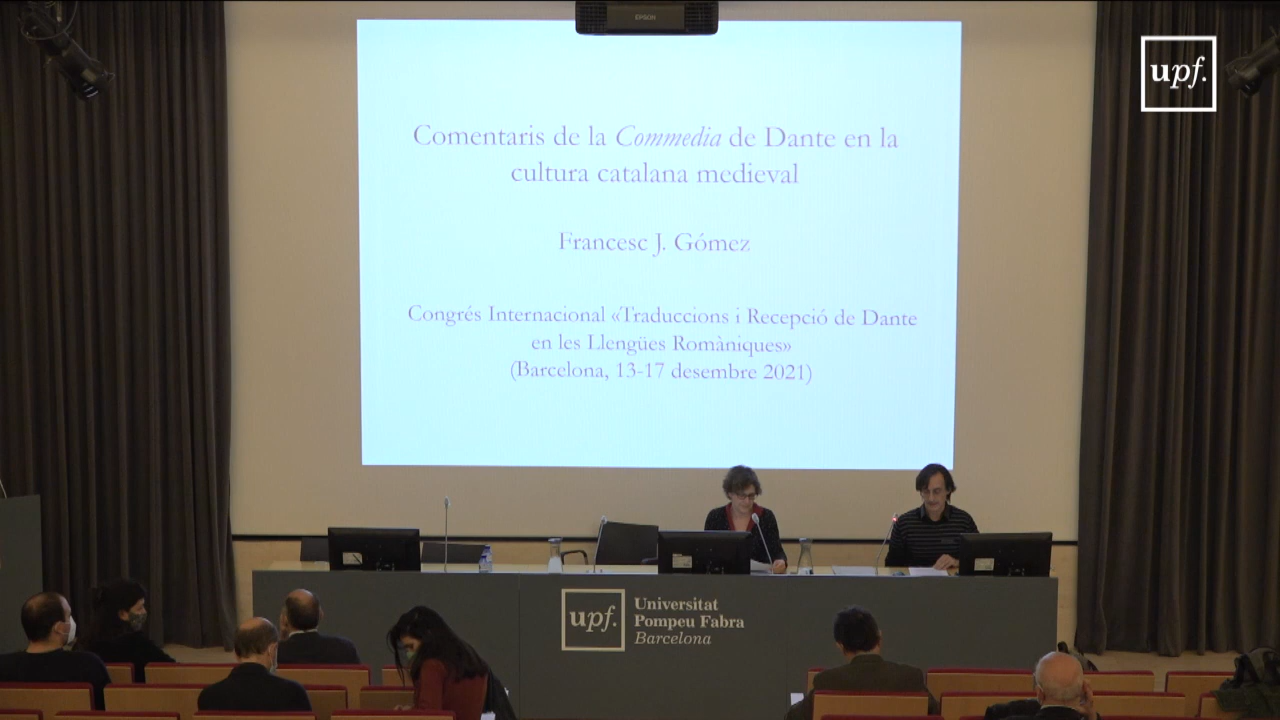 EPSON
upf.
Comentaris de la Commedia de Dante en la
cultura catalana medieval
Francesc J. Gómez
Congrés Internacional «Traduccions i Recepció de Dante
en les Llengües Romàniques»
(Barcelona, 13-17 desembre 2021)
upf.
Universitat
Pompeu Fabra
Barcelona